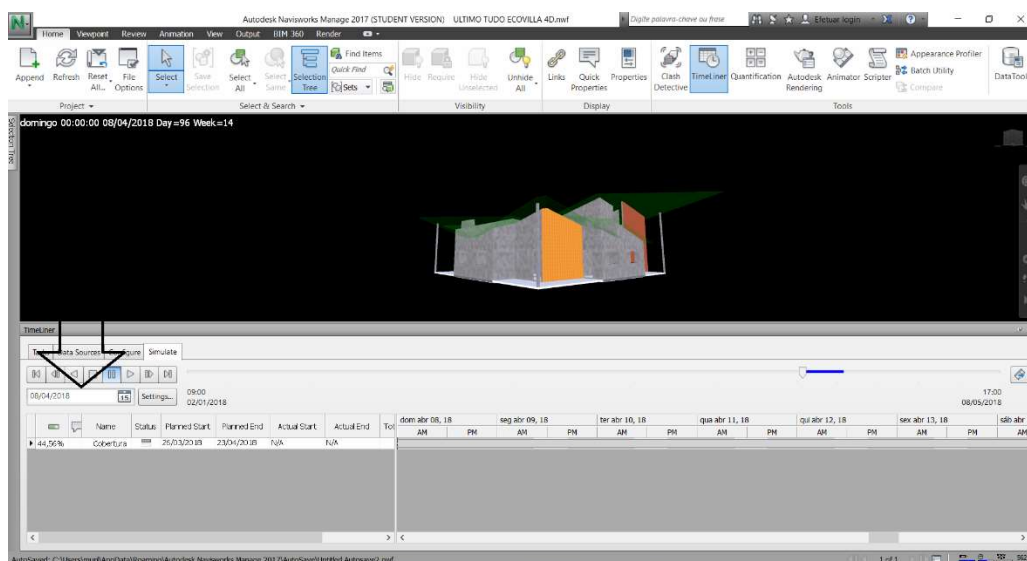 Autodesk Navisworks Manage 2017 (STUDENT VERSION) ULTIMO TUDO ECOVILLA 4D.nwf
Digite palavra-chave ou frase
Efetuar login
Home Viewpoint Review Animation View Output BIM 360 Render
Append Refresh Reset All... File Options
Select Save Selection Select All Select Same Selection Tree
Find Items
Quick Find
Sets
Hide Require Hide Unselected Unhide All
Links Quick Properties Properties
Clash Detective TimeLiner Quantification Autodesk Rendering Animator Scripter
Appearance Profiler
Batch Utility
Compare
DataTool
Project Select & Search Visibility Display Tools
Selection Tree
domingo 00:00:00 08/04/2018 Day=96 Week=14
TimeLiner
Data Sources Configure Simulate
08/04/2018 15 Settings...
09:00
02/01/2018
17:00
08/05/2018
Name Status Planned Start Planned End Actual Start Actual End Tot
dom abr 08, 18 seg abr 09, 18 ter abr 10, 18 qua abr 11, 18 qui abr 12, 18 sex abr 13, 18 sáb abr
AM PM AM PM AM PM AM PM AM PM AM PM AM
44,56% Cobertura 26/03/2018 23/04/2018 N/A N/A
1 of 1